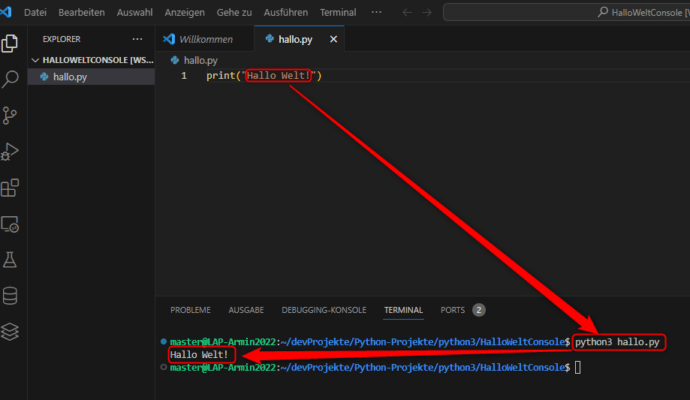 Datei Bearbeiten Auswahl Anzeigen Gehe zu Ausführen Terminal ··· HalloWeltConsole [W
EXPLORER ···
HALLOWELTCONSOLE [WS...
hallo.py
Willkommen hallo.py
hallo.py
1 print("Hallo Welt!")
PROBLEME AUSGABE DEBUGGING-KONSOLE TERMINAL PORTS 2
master@LAP-Armin2022:~/devProjekte/Python-Projekte/python3/HalloWeltConsole$ python3 hallo.py
Hallo Welt!
master@LAP-Armin2022:~/devProjekte/Python-Projekte/python3/HalloWeltConsole$